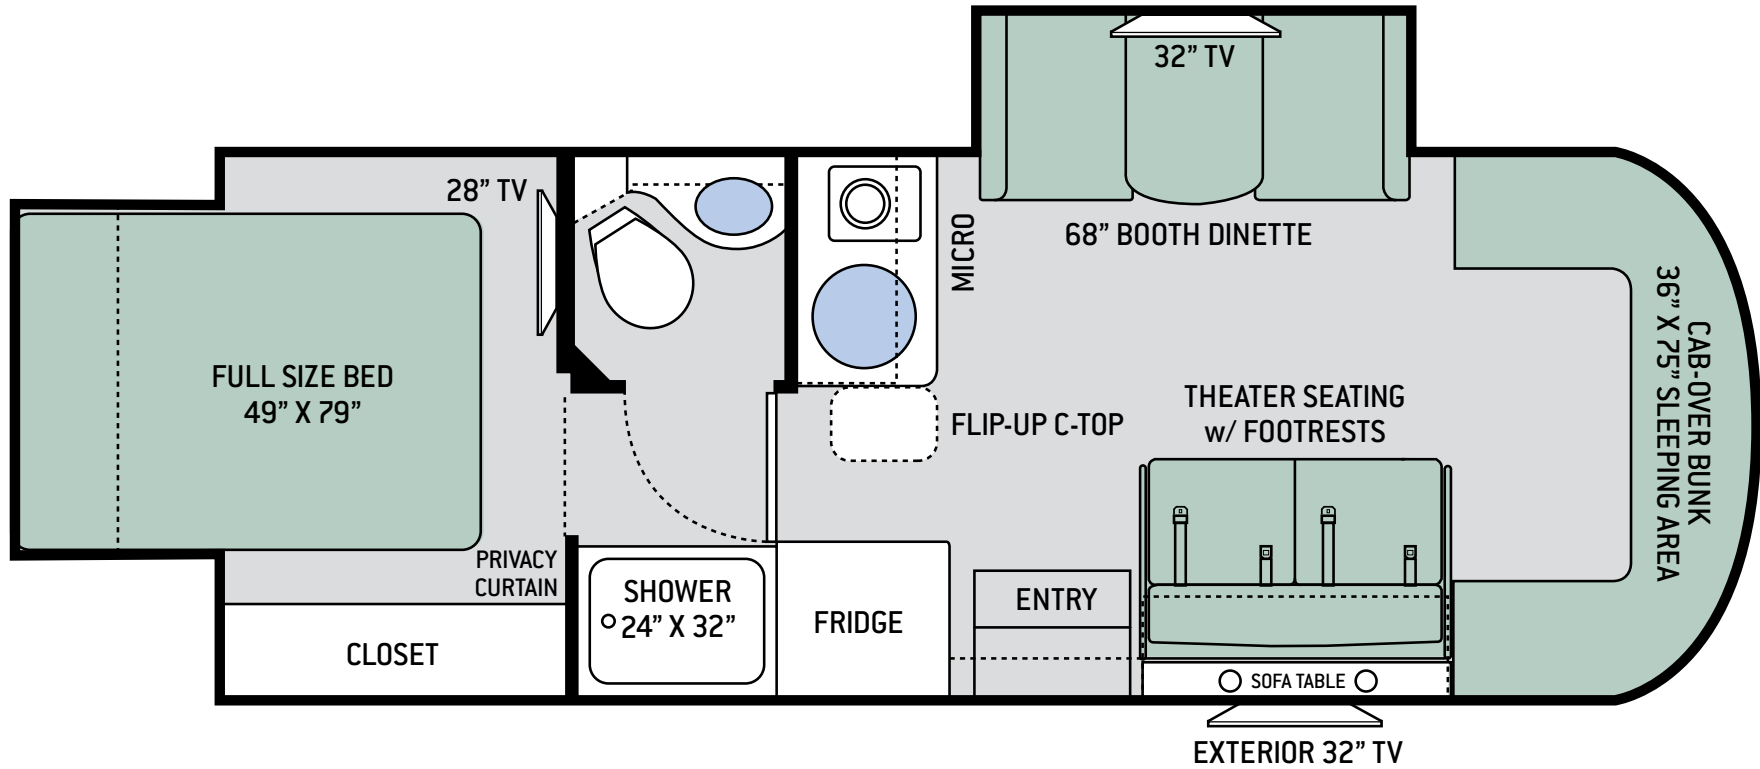 32” TV
28” TV
MICRO
68” BOOTH DINETTE
CAB-OVER BUNK
36” X 75” SLEEPING AREA
FULL SIZE BED
49” X 79”
THEATER SEATING
w/ FOOTRESTS
FLIP-UP C-TOP
PRIVACY
CURTAIN
SHOWER
24” X 32”
FRIDGE
ENTRY
CLOSET
SOFA TABLE
EXTERIOR 32” TV